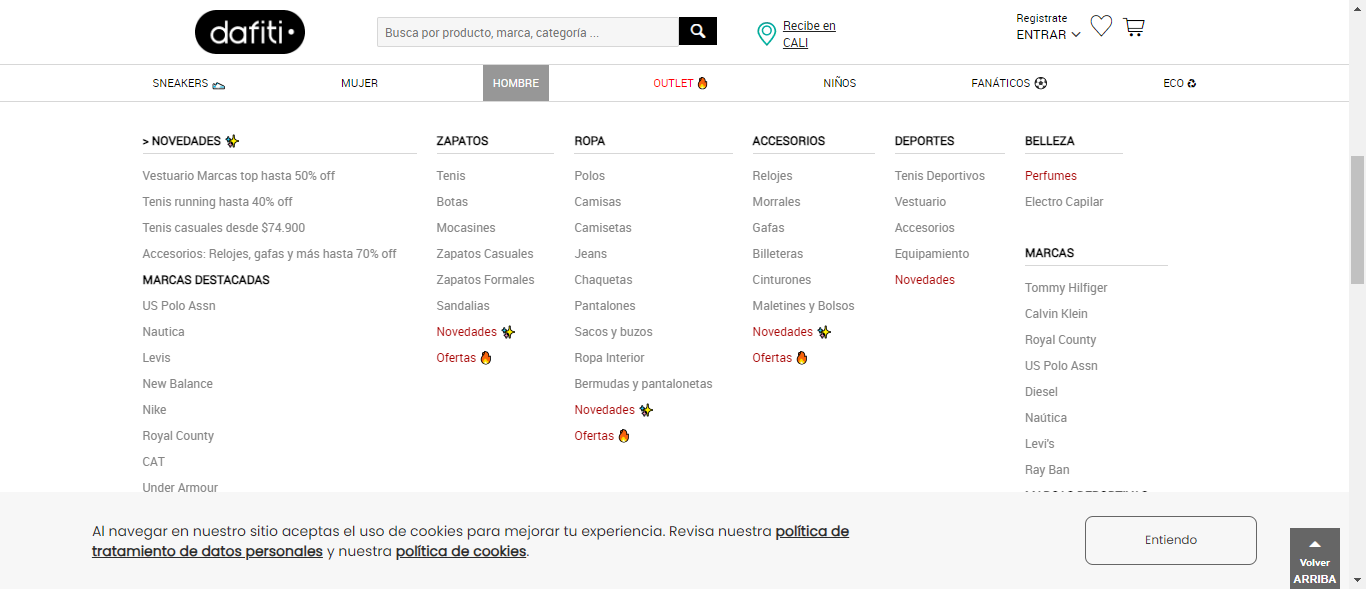 dafiti
Busca por producto, marca, categoría ...
Recibe en
CALI
Registrate
ENTRAR
SNEAKERS
MUJER
HOMBRE
OUTLET
NIÑOS
FANÁTICOS
ECO
> NOVEDADES
Vestuario Marcas top hasta 50% off
Tenis running hasta 40% off
Tenis casuales desde $74.900
Accesorios: Relojes, gafas y más hasta 70% off
MARCAS DESTACADAS
US Polo Assn
Nautica
Levis
New Balance
Nike
Royal County
CAT
Under Armour
ZAPATOS
Tenis
Botas
Mocasines
Zapatos Casuales
Zapatos Formales
Sandalias
Novedades
Ofertas
ROPA
Polos
Camisas
Camisetas
Jeans
Chaquetas
Pantalones
Sacos y buzos
Ropa Interior
Bermudas y pantalonetas
Novedades
Ofertas
ACCESORIOS
Relojes
Morrales
Gafas
Billeteras
Cinturones
Maletines y Bolsos
Novedades
Ofertas
DEPORTES
Tenis Deportivos
Vestuario
Accesorios
Equipamiento
Novedades
BELLEZA
Perfumes
Electro Capilar
MARCAS
Tommy Hilfiger
Calvin Klein
Royal County
US Polo Assn
Diesel
Naútica
Levi's
Ray Ban
Al navegar en nuestro sitio aceptas el uso de cookies para mejorar tu experiencia. Revisa nuestra política de
tratamiento de datos personales y nuestra política de cookies.
Entiendo
Volver
ARRIBA